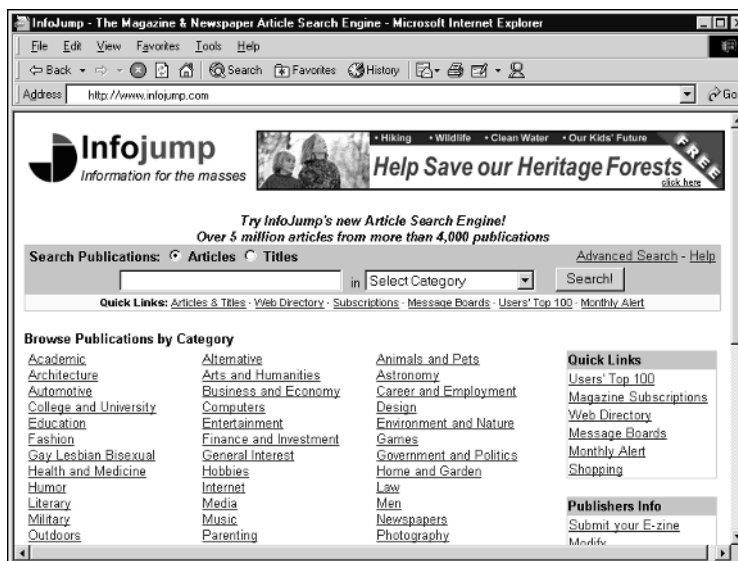 InfoJump - The Magazine & Newspaper Article Search Engine - Microsoft Internet Explorer
File Edit View Favorites Tools Help
Back Search Favorites History
Address http://www.infojump.com Go
Infojump
Information for the masses
• Hiking • Wildlife • Clean Water • Our Kids' Future
Help Save our Heritage Forests
FREE
click here
Try InfoJump's new Article Search Engine!
Over 5 million articles from more than 4,000 publications
Search Publications: Articles Titles Advanced Search - Help
in Select Category Search!
Quick Links: Articles & Titles · Web Directory · Subscriptions · Message Boards · Users' Top 100 · Monthly Alert
Browse Publications by Category
Academic Alternative Animals and Pets
Architecture Arts and Humanities Astronomy
Automotive Business and Economy Career and Employment
College and University Computers Design
Education Entertainment Environment and Nature
Fashion Finance and Investment Games
Gay Lesbian Bisexual General Interest Government and Politics
Health and Medicine Hobbies Home and Garden
Humor Internet Law
Literary Media Men
Military Music Newspapers
Outdoors Parenting Photography
Quick Links
Users' Top 100
Magazine Subscriptions
Web Directory
Message Boards
Monthly Alert
Shopping
Publishers Info
Submit your E-zine
Modify